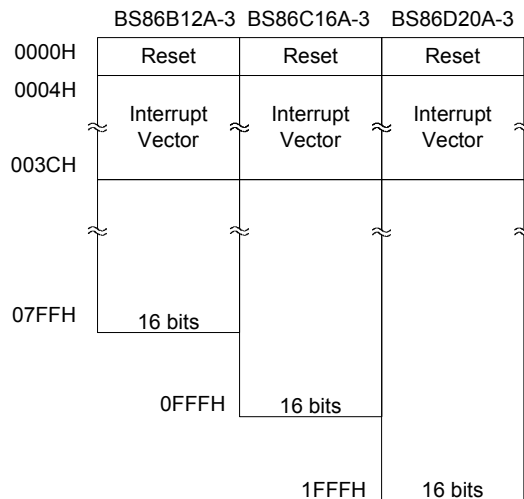 BS86B12A-3 BS86C16A-3 BS86D20A-3
0000H Reset Reset Reset
0004H
Interrupt Interrupt Interrupt
Vector Vector Vector
003CH
07FFH 16 bits
0FFFH 16 bits
1FFFH 16 bits